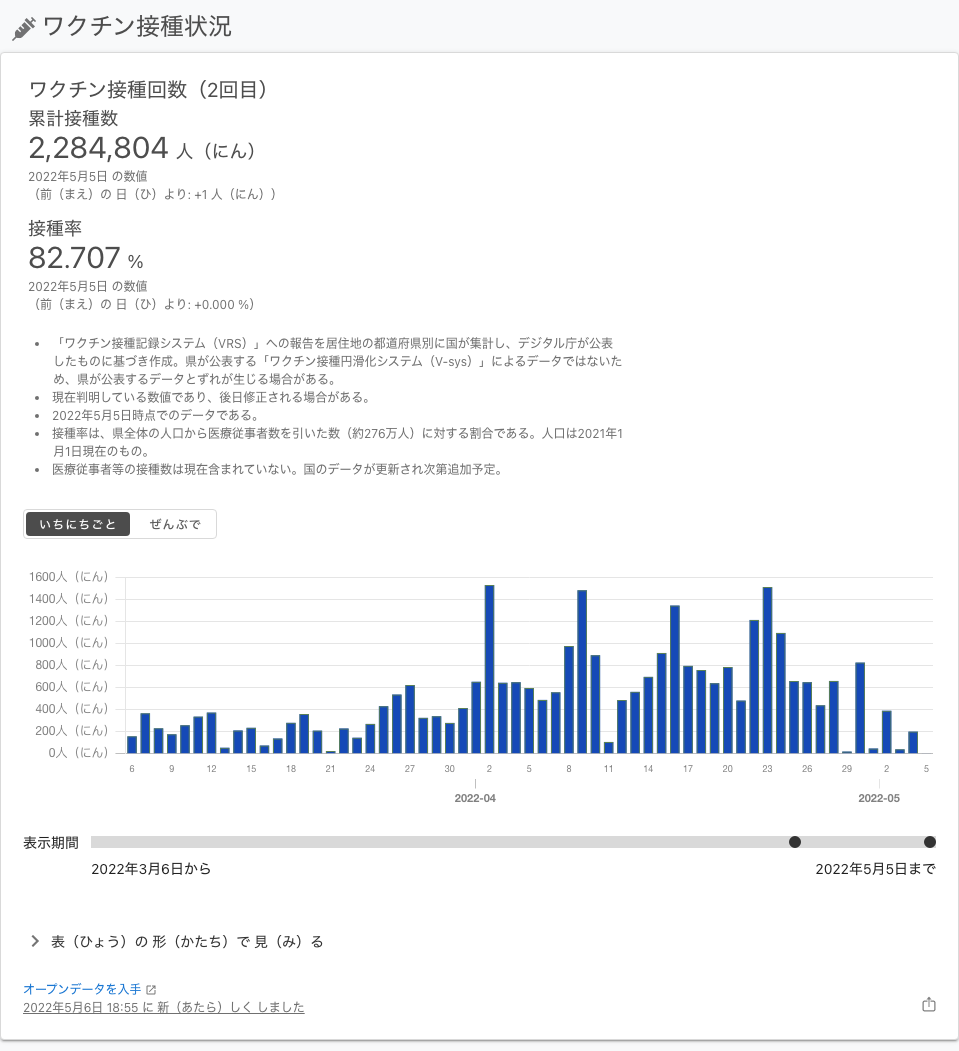 ワクチン接種状況
ワクチン接種回数（2回目）
累計接種数
2,284,804 人（にん）
2022年5月5日 の数値
（前（まえ）の 日（ひ）より: +1 人（にん））
接種率
82.707 %
2022年5月5日 の数値
（前（まえ）の 日（ひ）より: +0.000 %）
• 「ワクチン接種記録システム（VRS）」への報告を居住地の都道府県別に国が集計し、デジタル庁が公表
したものに基づき作成。県が公表する「ワクチン接種円滑化システム（V-sys）」によるデータではないた
め、県が公表するデータとずれが生じる場合がある。
• 現在判明している数値であり、後日修正される場合がある。
• 2022年5月5日時点でのデータである。
• 接種率は、県全体の人口から医療従事者数を引いた数（約276万人）に対する割合である。人口は2021年1
月1日現在のもの。
• 医療従事者等の接種数は現在含まれていない。国のデータが更新され次第追加予定。
いちにちごと ぜんぶで
1600人（にん）
1400人（にん）
1200人（にん）
1000人（にん）
800人（にん）
600人（にん）
400人（にん）
200人（にん）
0人（にん）
6 9 12 15 18 21 24 27 30 2 5 8 11 14 17 20 23 26 29 2 5
2022-04 2022-05
表示期間
2022年3月6日から 2022年5月5日まで
表（ひょう）の 形（かたち）で 見（み）る
オープンデータを入手
2022年5月6日 18:55 に 新（あたら）しく しました